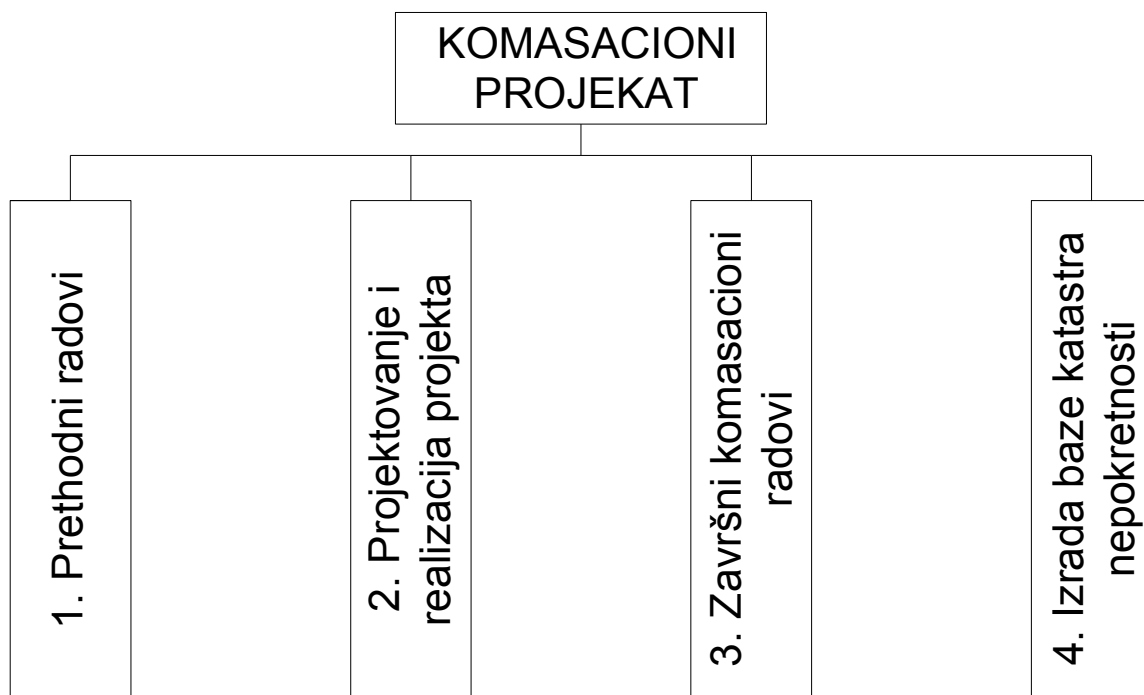 KOMASACIONI
PROJEKAT
1. Prethodni radovi
2. Projektovanje i
realizacija projekta
3. Završni komasacioni
radovi
4. Izrada baze katastra
nepokretnosti